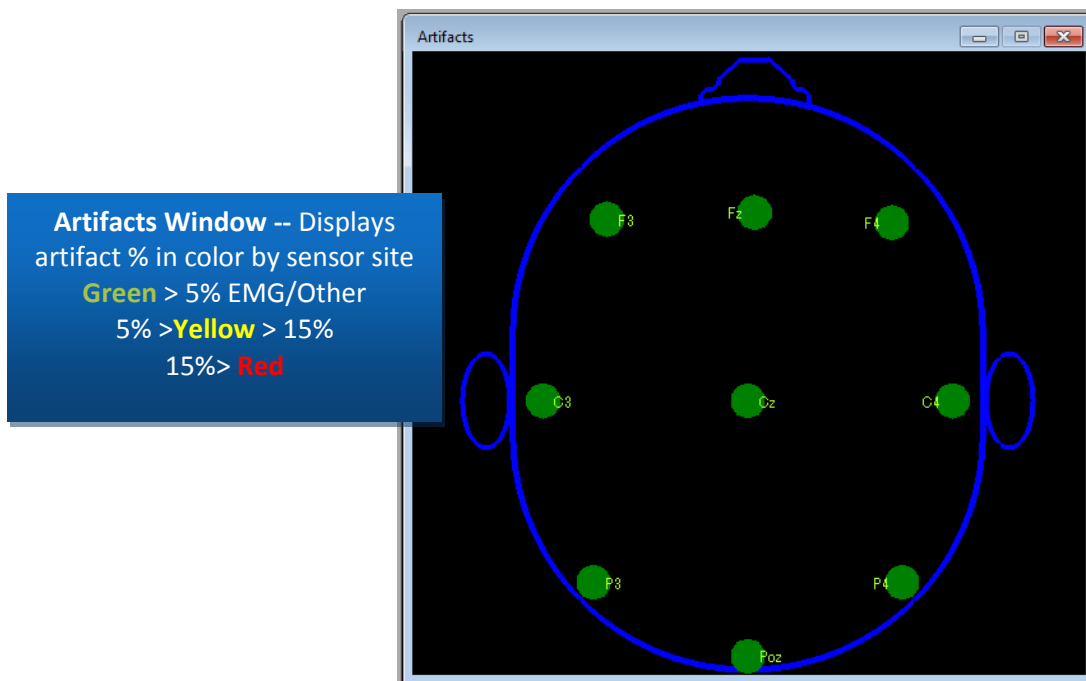 Artifacts
Artifacts Window -- Displays
artifact % in color by sensor site
Green > 5% EMG/Other
5% >Yellow > 15%
15%> Red
F3
Fz
F4
C3
Cz
C4
P3
P4
Poz